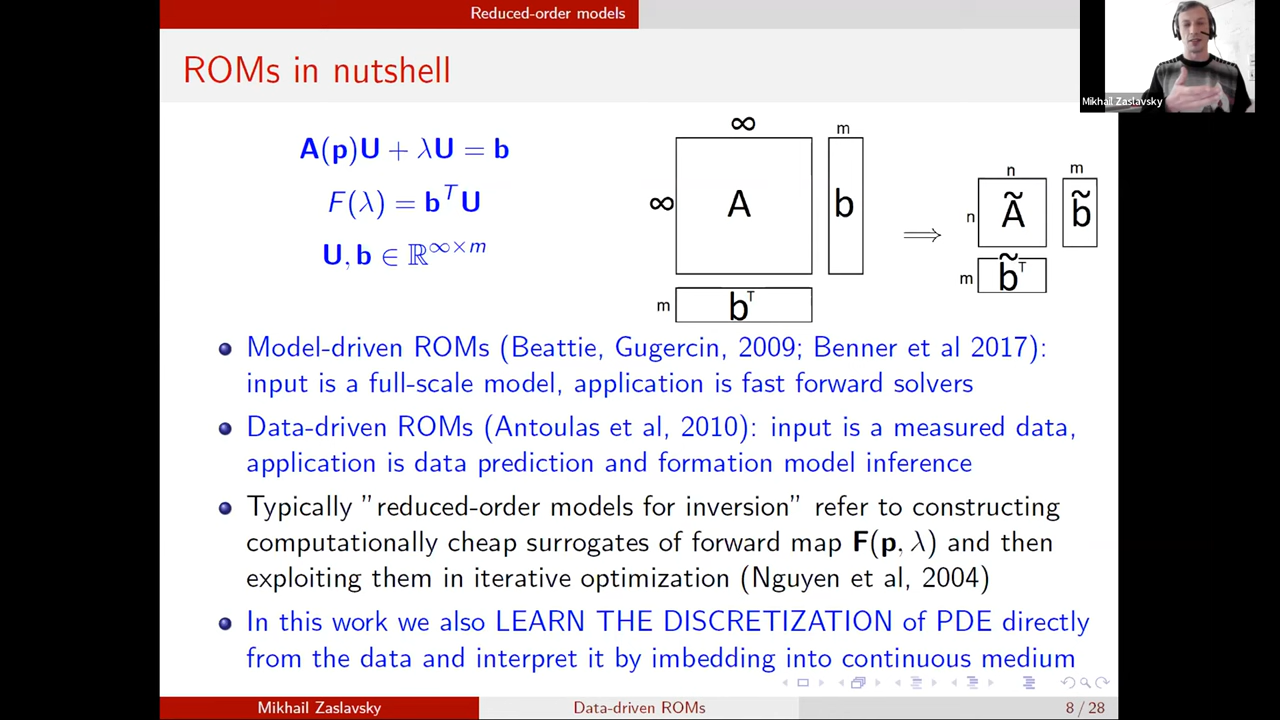 Reduced-order models
Mikhail Zaslavsky
ROMs in nutshell
A(p)U + λU = b
F(λ) = b^T U
U, b ∈ ℝ^{∞×m}
∞
m
∞
A
b
m
b^T
⟹
n
m
n
Ã
b̃
m
b̃^T
Model-driven ROMs (Beattie, Gugercin, 2009; Benner et al 2017):
input is a full-scale model, application is fast forward solvers
Data-driven ROMs (Antoulas et al, 2010): input is a measured data,
application is data prediction and formation model inference
Typically ”reduced-order models for inversion” refer to constructing
computationally cheap surrogates of forward map F(p, λ) and then
exploiting them in iterative optimization (Nguyen et al, 2004)
In this work we also LEARN THE DISCRETIZATION of PDE directly
from the data and interpret it by imbedding into continuous medium
Mikhail Zaslavsky
Data-driven ROMs
8 / 28